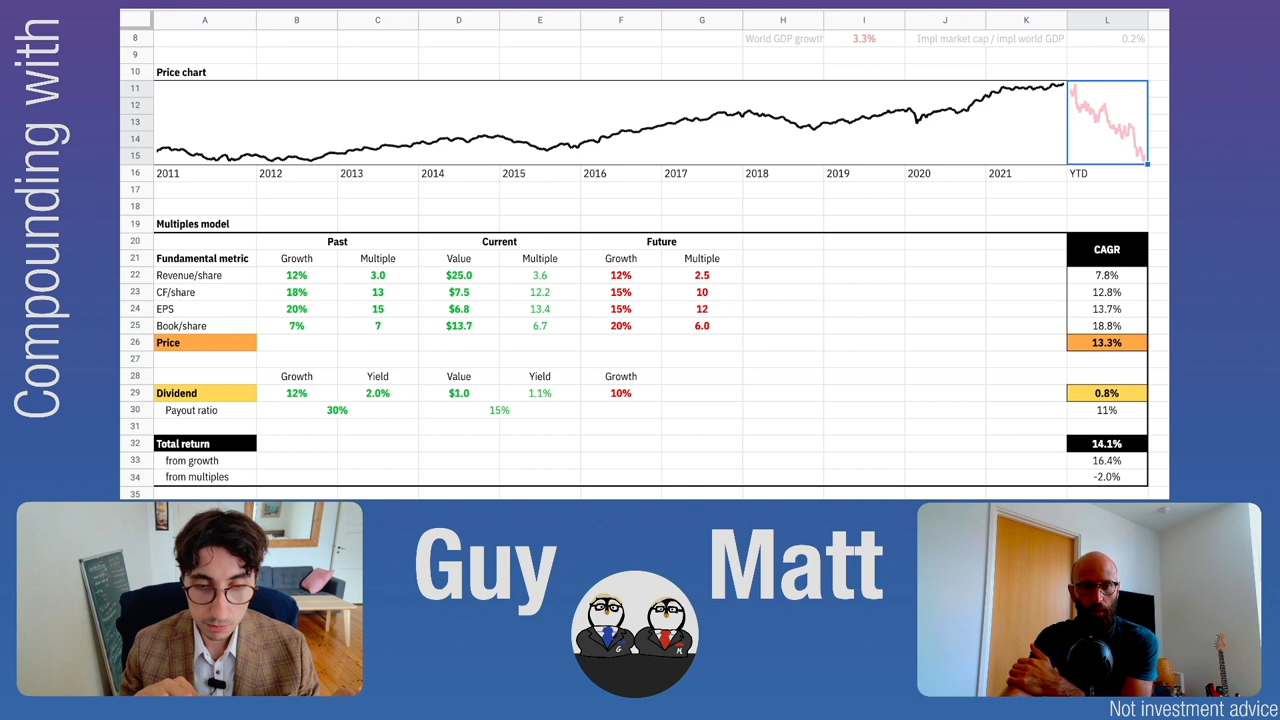 Compounding with
A B C D E F G H I J K L
8 World GDP growth 3.3% Impl market cap / impl world GDP 0.2%
9
10 Price chart
11
12
13
14
15
16 2011 2012 2013 2014 2015 2016 2017 2018 2019 2020 2021 YTD
17
18
19 Multiples model
20 Past Current Future CAGR
21 Fundamental metric Growth Multiple Value Multiple Growth Multiple
22 Revenue/share 12% 3.0 $25.0 3.6 12% 2.5 7.8%
23 CF/share 18% 13 $7.5 12.2 15% 10 12.8%
24 EPS 20% 15 $6.8 13.4 15% 12 13.7%
25 Book/share 7% 7 $13.7 6.7 20% 6.0 18.8%
26 Price 13.3%
27
28 Growth Yield Value Yield Growth
29 Dividend 12% 2.0% $1.0 1.1% 10% 0.8%
30 Payout ratio 30% 15% 11%
31
32 Total return 14.1%
33 from growth 16.4%
34 from multiples -2.0%
35
Guy Matt
G
Not investment advice